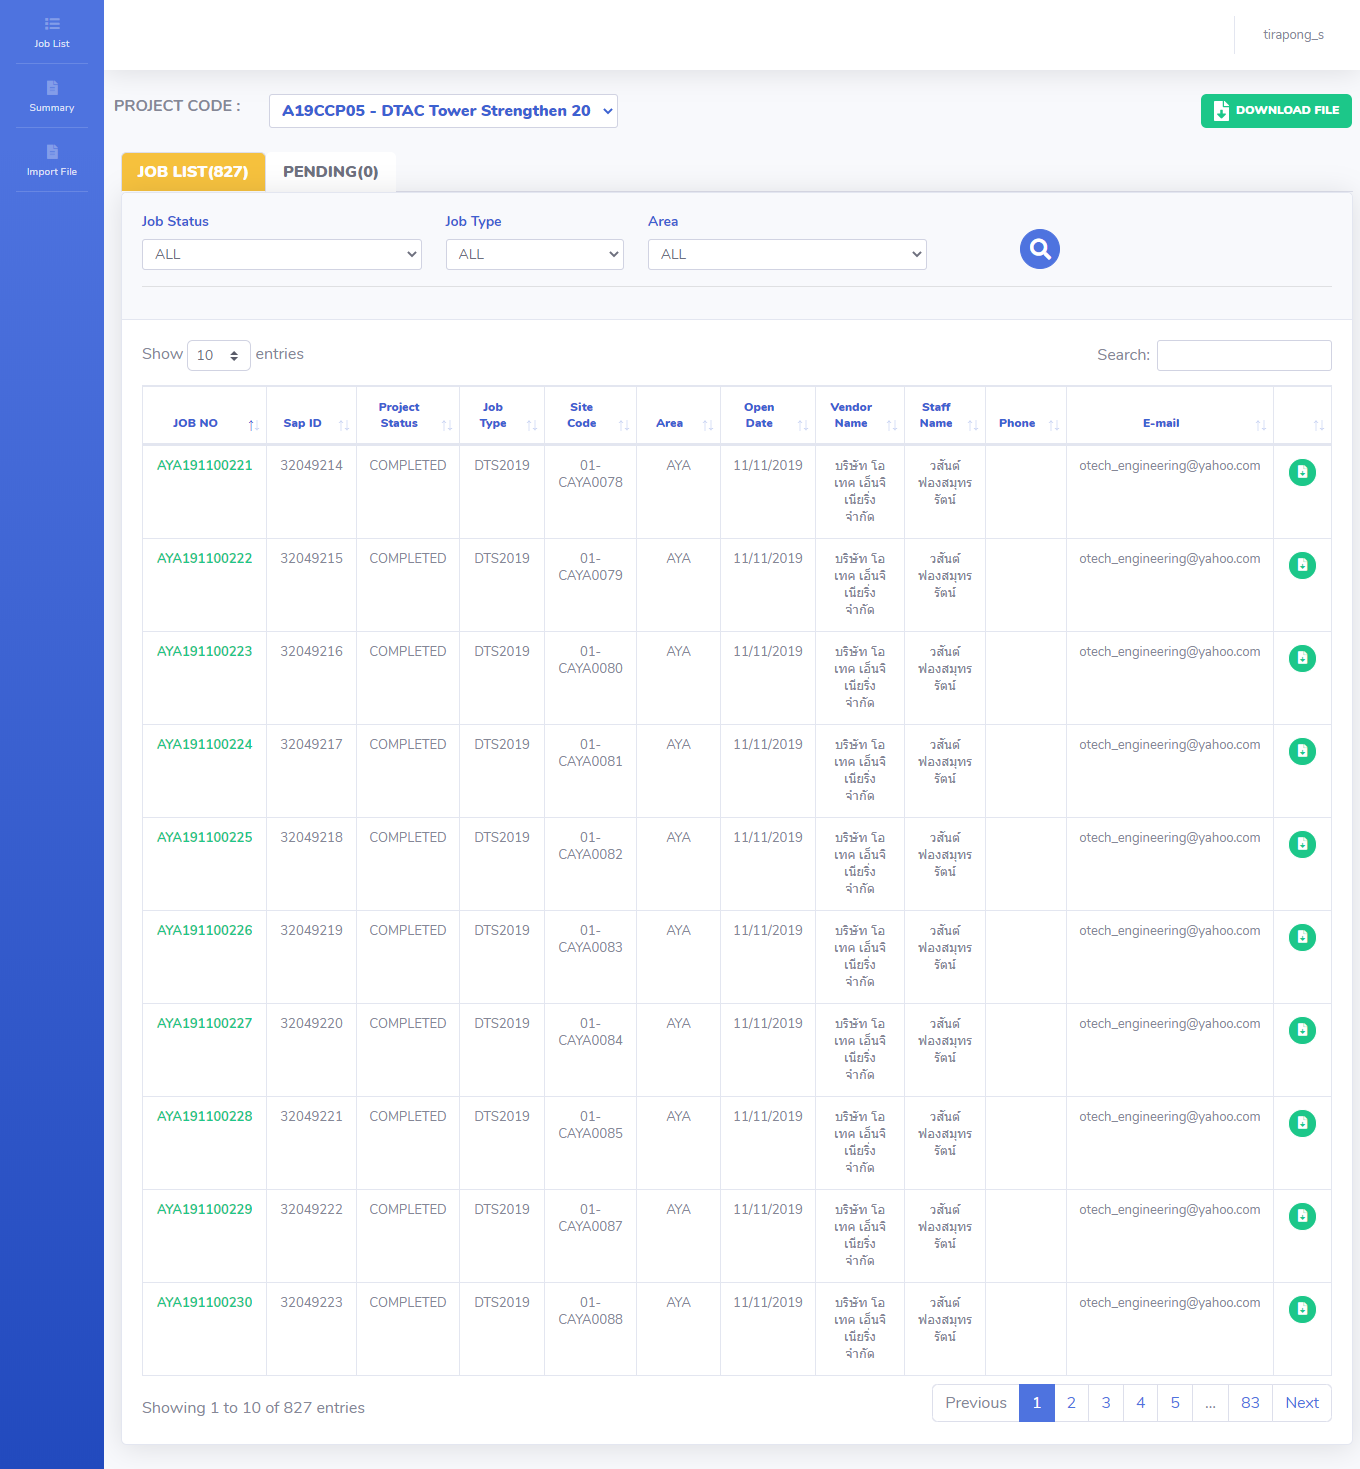 Job List
Summary
Import File
tirapong_s
PROJECT CODE :
A19CCP05 - DTAC Tower Strengthen 20
DOWNLOAD FILE
JOB LIST(827)
PENDING(0)
Job Status
Job Type
Area
ALL
ALL
ALL
Show 10 entries
Search:
JOB NO
Sap ID
Project
Status
Job
Type
Site
Code
Area
Open
Date
Vendor
Name
Staff
Name
Phone
E-mail
AYA191100221
32049214
COMPLETED
DTS2019
01-
CAYA0078
AYA
11/11/2019
บริษัท โอ
เทค เอ็นจิ
เนียริ่ง
จำกัด
วสันต์
ฟองสมุทร
รัตน์
otech_engineering@yahoo.com
AYA191100222
32049215
COMPLETED
DTS2019
01-
CAYA0079
AYA
11/11/2019
บริษัท โอ
เทค เอ็นจิ
เนียริ่ง
จำกัด
วสันต์
ฟองสมุทร
รัตน์
otech_engineering@yahoo.com
AYA191100223
32049216
COMPLETED
DTS2019
01-
CAYA0080
AYA
11/11/2019
บริษัท โอ
เทค เอ็นจิ
เนียริ่ง
จำกัด
วสันต์
ฟองสมุทร
รัตน์
otech_engineering@yahoo.com
AYA191100224
32049217
COMPLETED
DTS2019
01-
CAYA0081
AYA
11/11/2019
บริษัท โอ
เทค เอ็นจิ
เนียริ่ง
จำกัด
วสันต์
ฟองสมุทร
รัตน์
otech_engineering@yahoo.com
AYA191100225
32049218
COMPLETED
DTS2019
01-
CAYA0082
AYA
11/11/2019
บริษัท โอ
เทค เอ็นจิ
เนียริ่ง
จำกัด
วสันต์
ฟองสมุทร
รัตน์
otech_engineering@yahoo.com
AYA191100226
32049219
COMPLETED
DTS2019
01-
CAYA0083
AYA
11/11/2019
บริษัท โอ
เทค เอ็นจิ
เนียริ่ง
จำกัด
วสันต์
ฟองสมุทร
รัตน์
otech_engineering@yahoo.com
AYA191100227
32049220
COMPLETED
DTS2019
01-
CAYA0084
AYA
11/11/2019
บริษัท โอ
เทค เอ็นจิ
เนียริ่ง
จำกัด
วสันต์
ฟองสมุทร
รัตน์
otech_engineering@yahoo.com
AYA191100228
32049221
COMPLETED
DTS2019
01-
CAYA0085
AYA
11/11/2019
บริษัท โอ
เทค เอ็นจิ
เนียริ่ง
จำกัด
วสันต์
ฟองสมุทร
รัตน์
otech_engineering@yahoo.com
AYA191100229
32049222
COMPLETED
DTS2019
01-
CAYA0087
AYA
11/11/2019
บริษัท โอ
เทค เอ็นจิ
เนียริ่ง
จำกัด
วสันต์
ฟองสมุทร
รัตน์
otech_engineering@yahoo.com
AYA191100230
32049223
COMPLETED
DTS2019
01-
CAYA0088
AYA
11/11/2019
บริษัท โอ
เทค เอ็นจิ
เนียริ่ง
จำกัด
วสันต์
ฟองสมุทร
รัตน์
otech_engineering@yahoo.com
Showing 1 to 10 of 827 entries
Previous 1 2 3 4 5 ... 83 Next